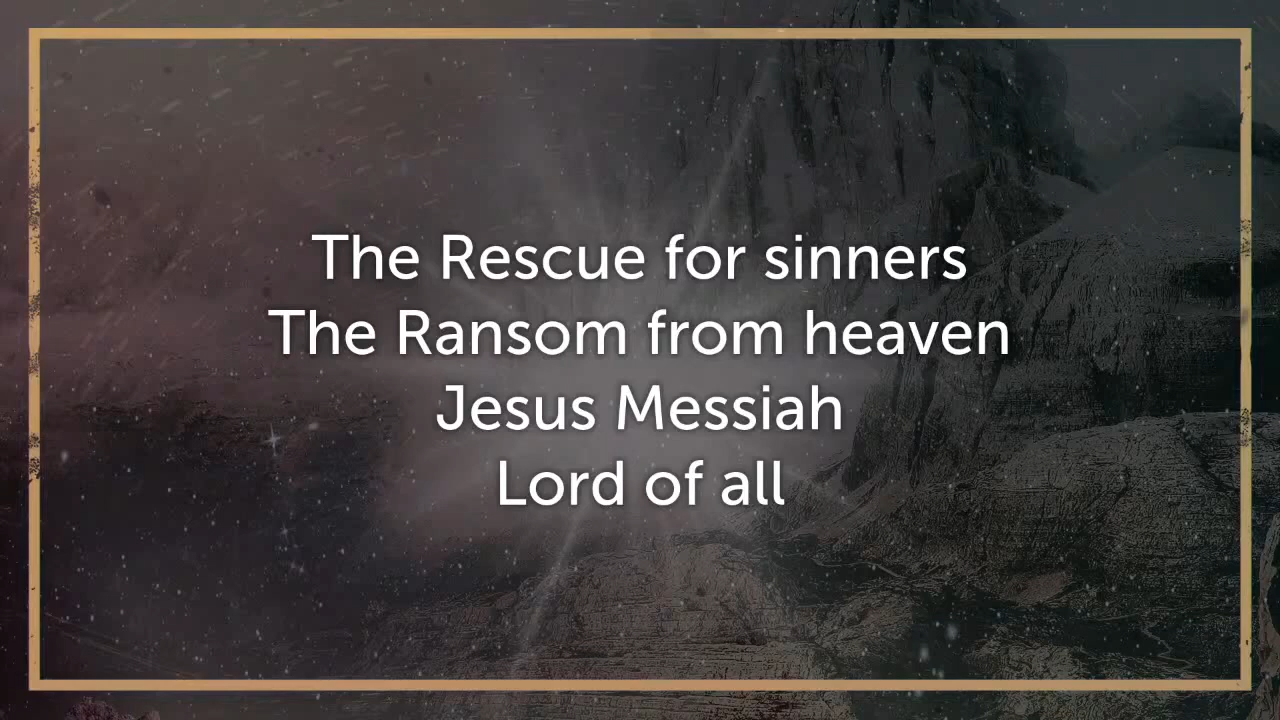 The Rescue for sinners
The Ransom from heaven
Jesus Messiah
Lord of all